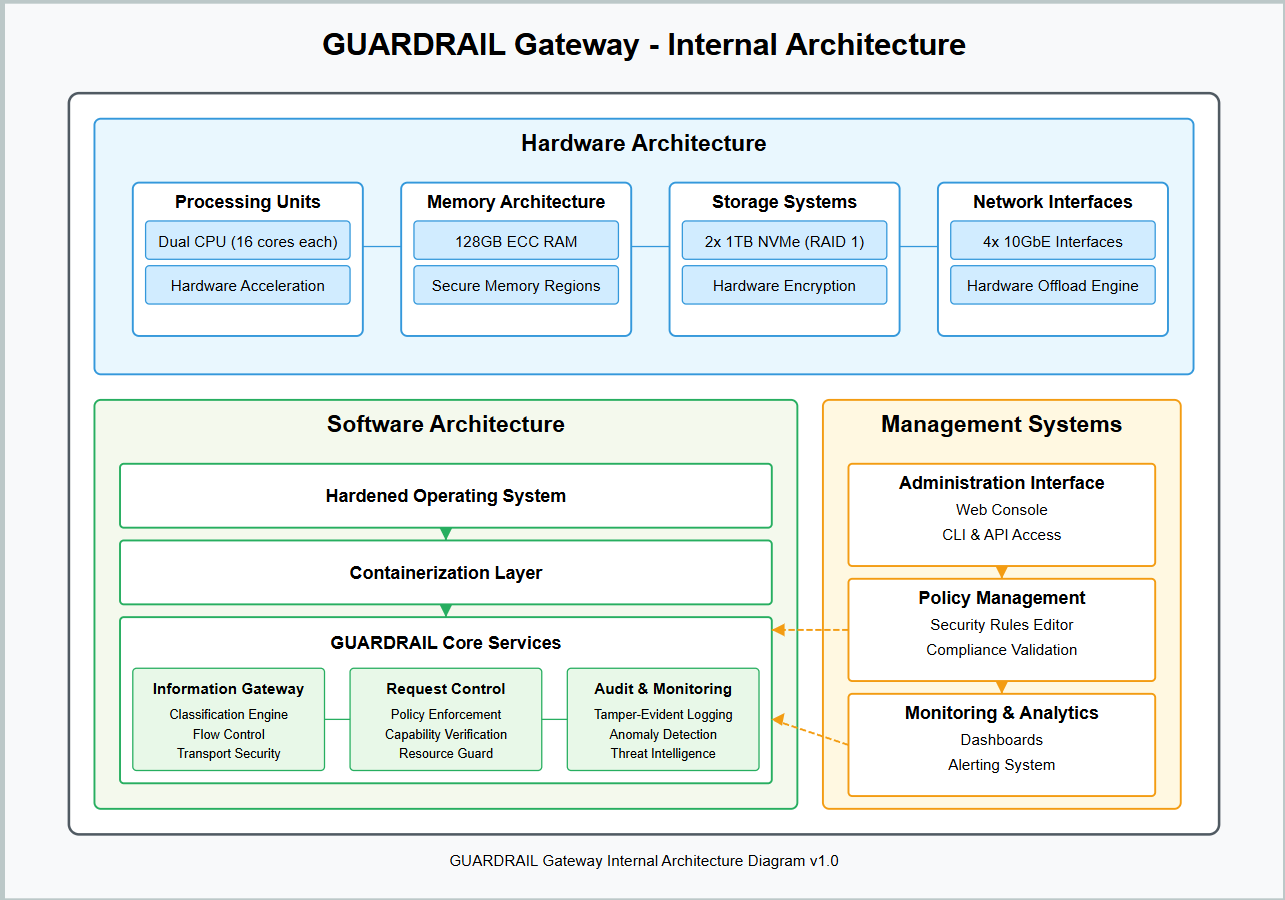 GUARDRAIL Gateway - Internal Architecture
Hardware Architecture
Processing Units
Dual CPU (16 cores each)
Hardware Acceleration
Memory Architecture
128GB ECC RAM
Secure Memory Regions
Storage Systems
2x 1TB NVMe (RAID 1)
Hardware Encryption
Network Interfaces
4x 10GbE Interfaces
Hardware Offload Engine
Software Architecture
Hardened Operating System
Containerization Layer
GUARDRAIL Core Services
Information Gateway
Classification Engine
Flow Control
Transport Security
Request Control
Policy Enforcement
Capability Verification
Resource Guard
Audit & Monitoring
Tamper-Evident Logging
Anomaly Detection
Threat Intelligence
Management Systems
Administration Interface
Web Console
CLI & API Access
Policy Management
Security Rules Editor
Compliance Validation
Monitoring & Analytics
Dashboards
Alerting System
GUARDRAIL Gateway Internal Architecture Diagram v1.0